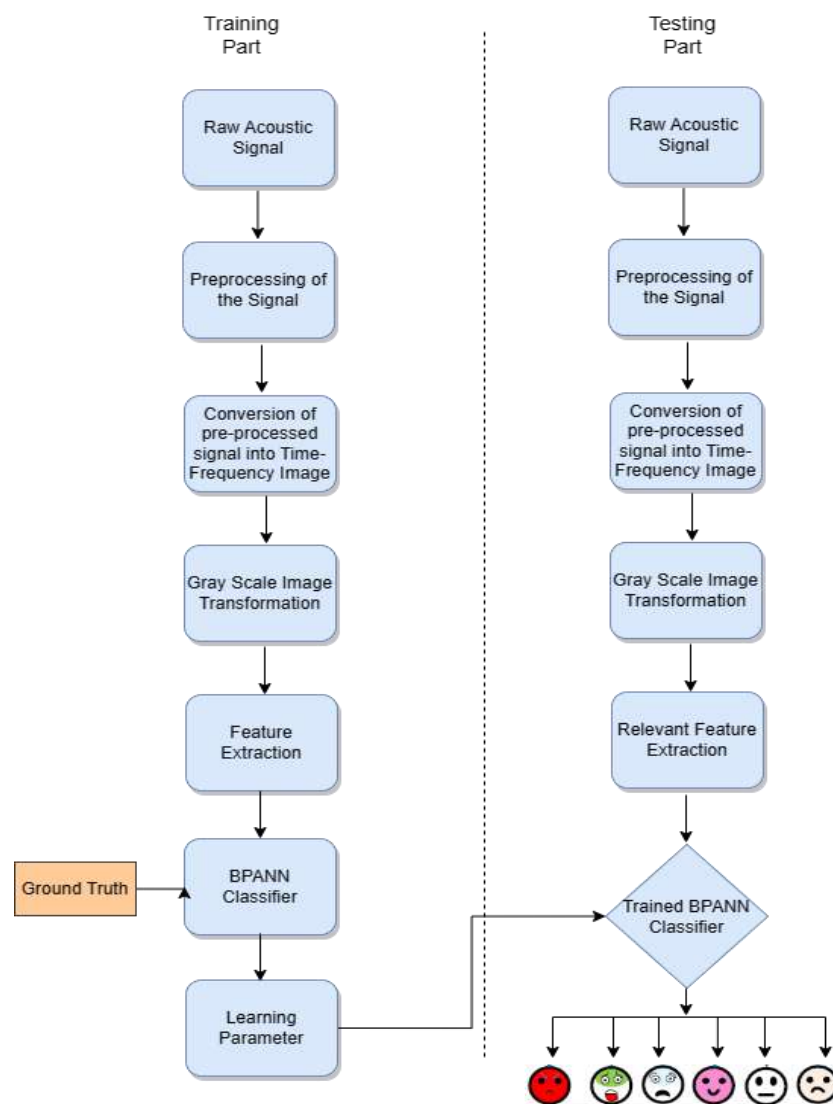 Training
Part
Raw Acoustic
Signal
Preprocessing of
the Signal
Conversion of
pre-processed
signal into Time-
Frequency Image
Gray Scale Image
Transformation
Feature
Extraction
Ground Truth
BPANN
Classifier
Learning
Parameter
Testing
Part
Raw Acoustic
Signal
Preprocessing of
the Signal
Conversion of
pre-processed
signal into Time-
Frequency Image
Gray Scale Image
Transformation
Relevant Feature
Extraction
Trained BPANN
Classifier